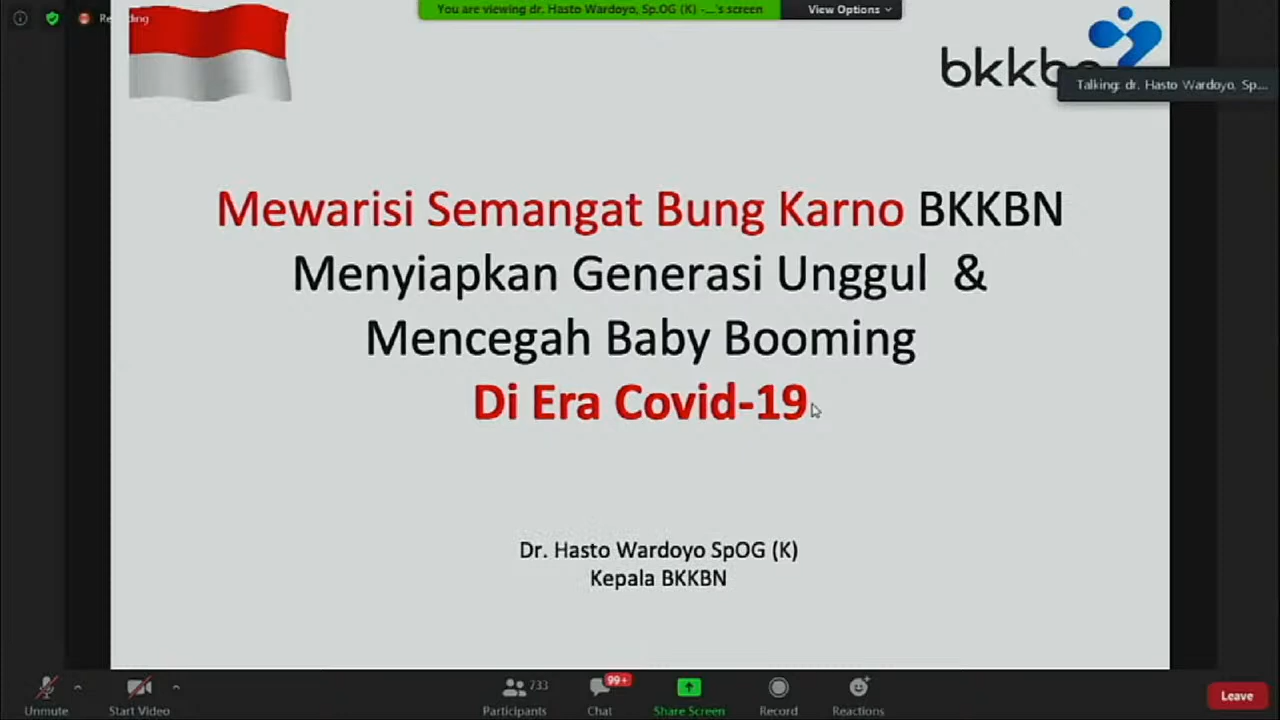 Recording
You are viewing dr. Hasto Wardoyo, Sp.OG (K) -...'s screen
View Options
bkkb
Talking: dr. Hasto Wardoyo, Sp....
Mewarisi Semangat Bung Karno BKKBN
Menyiapkan Generasi Unggul &
Mencegah Baby Booming
Di Era Covid-19
Dr. Hasto Wardoyo SpOG (K)
Kepala BKKBN
Unmute
Start Video
733
Participants
99+
Chat
Share Screen
Record
Reactions
Leave